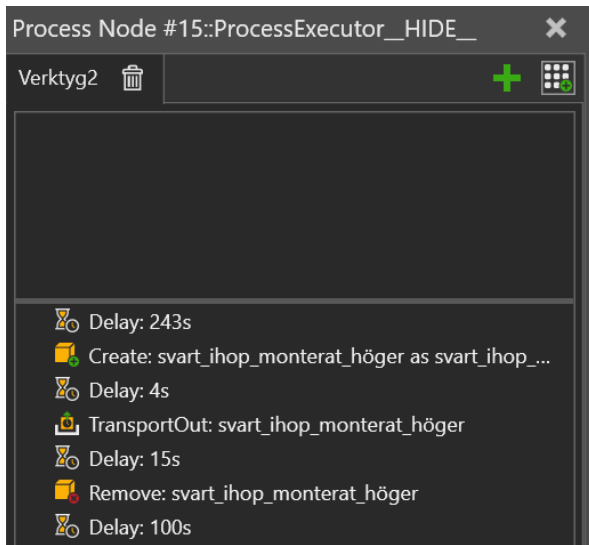 Process Node #15::ProcessExecutor__HIDE__
Verktyg2
Delay: 243s
Create: svart_ihop_monterat_höger as svart_ihop_...
Delay: 4s
TransportOut: svart_ihop_monterat_höger
Delay: 15s
Remove: svart_ihop_monterat_höger
Delay: 100s